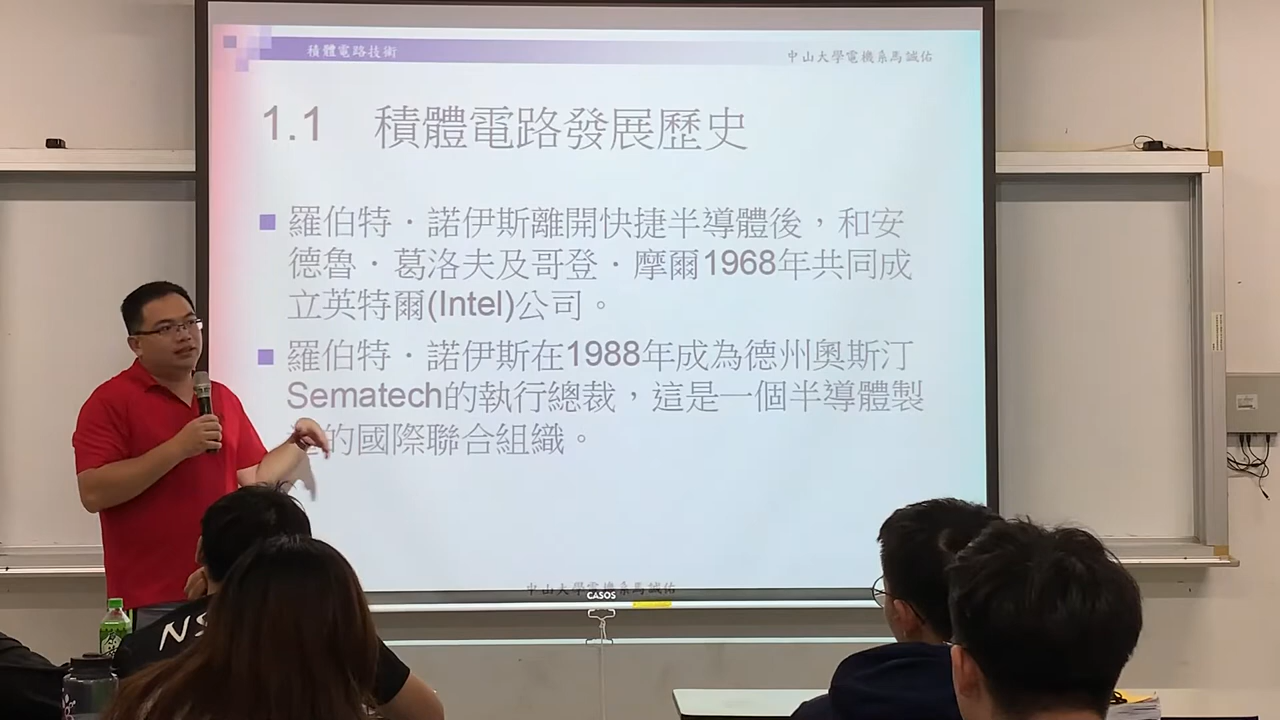 積體電路技術
中山大學電機系馬誠佑
1.1 積體電路發展歷史
羅伯特．諾伊斯離開快捷半導體後，和安
德魯．葛洛夫及哥登．摩爾1968年共同成
立英特爾(Intel)公司。
羅伯特．諾伊斯在1988年成為德州奧斯汀
Sematech的執行總裁，這是一個半導體製
的國際聯合組織。
中山大學電機系馬誠佑
CASOS
NS